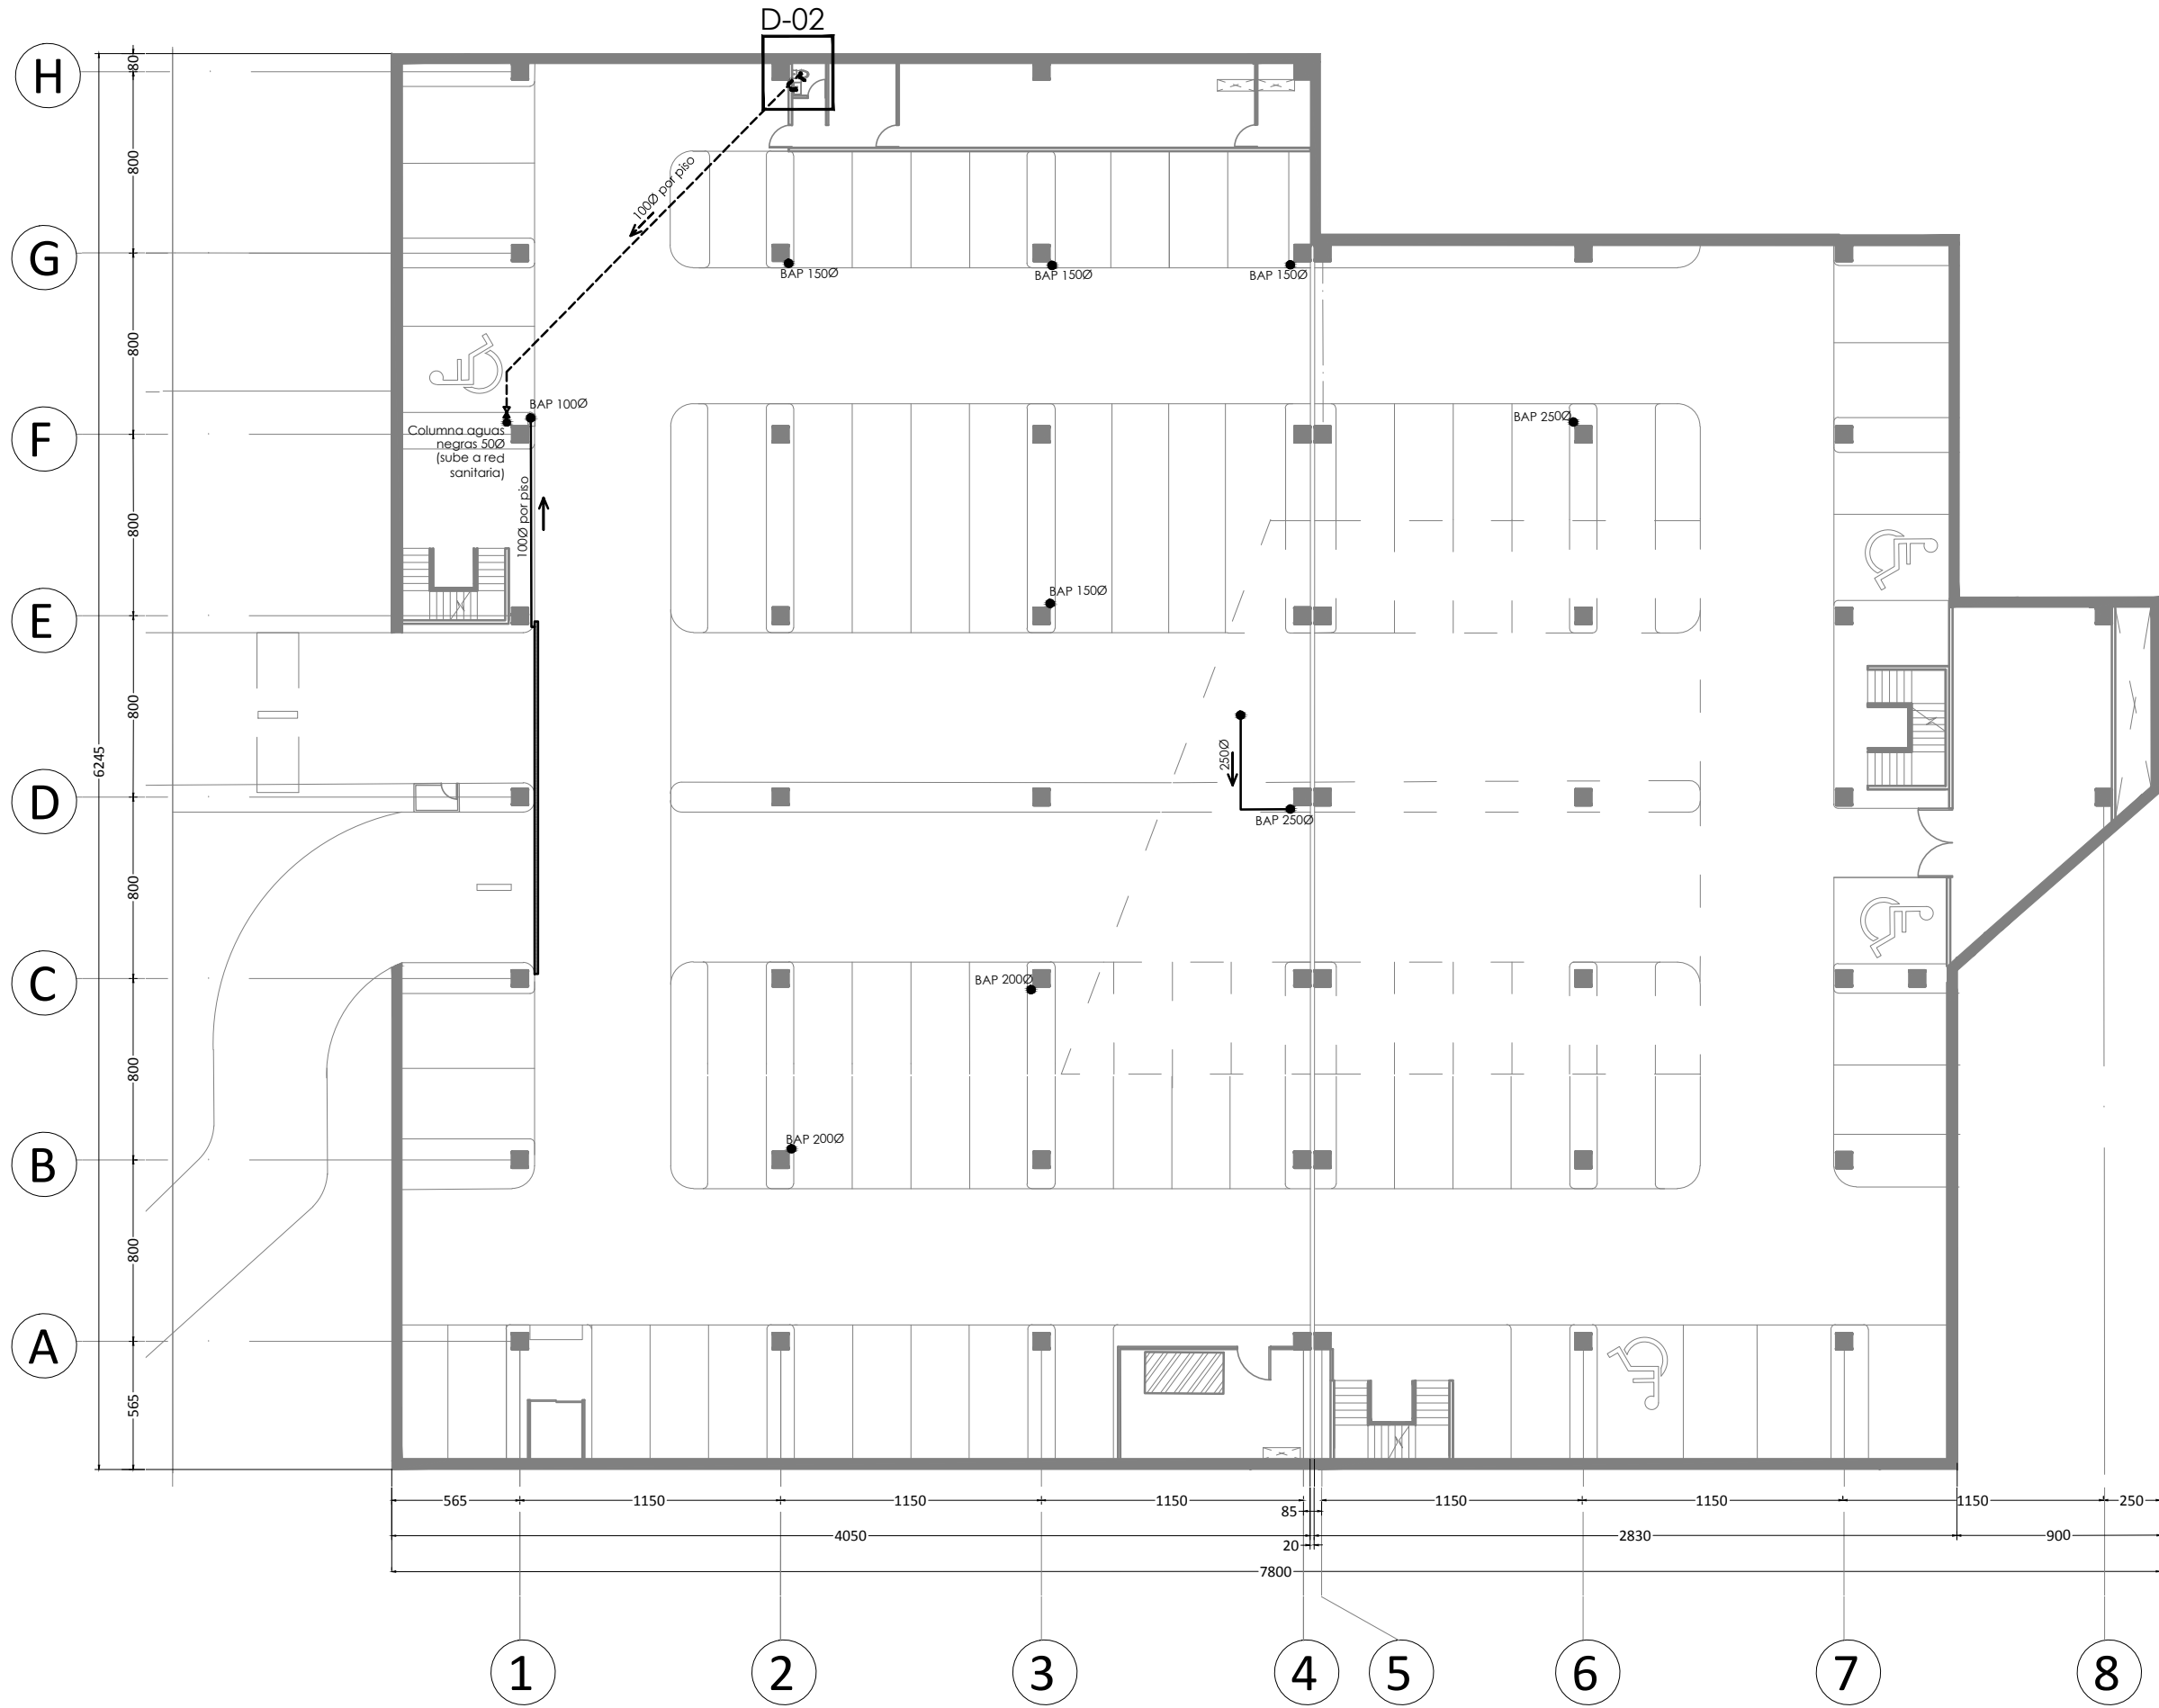 D-02
H
80
800
100Ø por piso
G
BAP 150Ø
BAP 150Ø
BAP 150Ø
800
BAP 100Ø
BAP 250Ø
F
Columna aguas
negras 50Ø
(sube a red
sanitaria)
100Ø por piso
800
BAP 150Ø
E
800
6245
250Ø
D
BAP 250Ø
800
C
BAP 200Ø
800
B
BAP 200Ø
800
A
565
565
1150
1150
1150
85
1150
1150
1150
250
4050
20
2830
900
7800
1
2
3
4
5
6
7
8